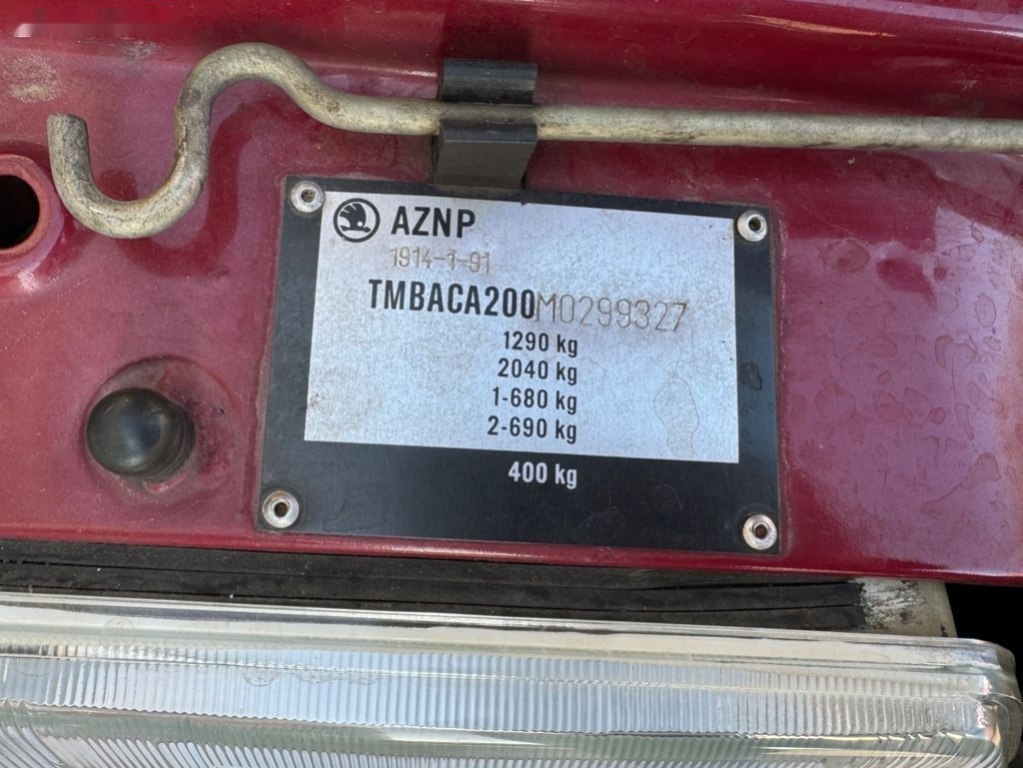 AZNP
1914-1-91
TMBACA200M0299327
1290 kg
2040 kg
1-680 kg
2-690 kg
400 kg